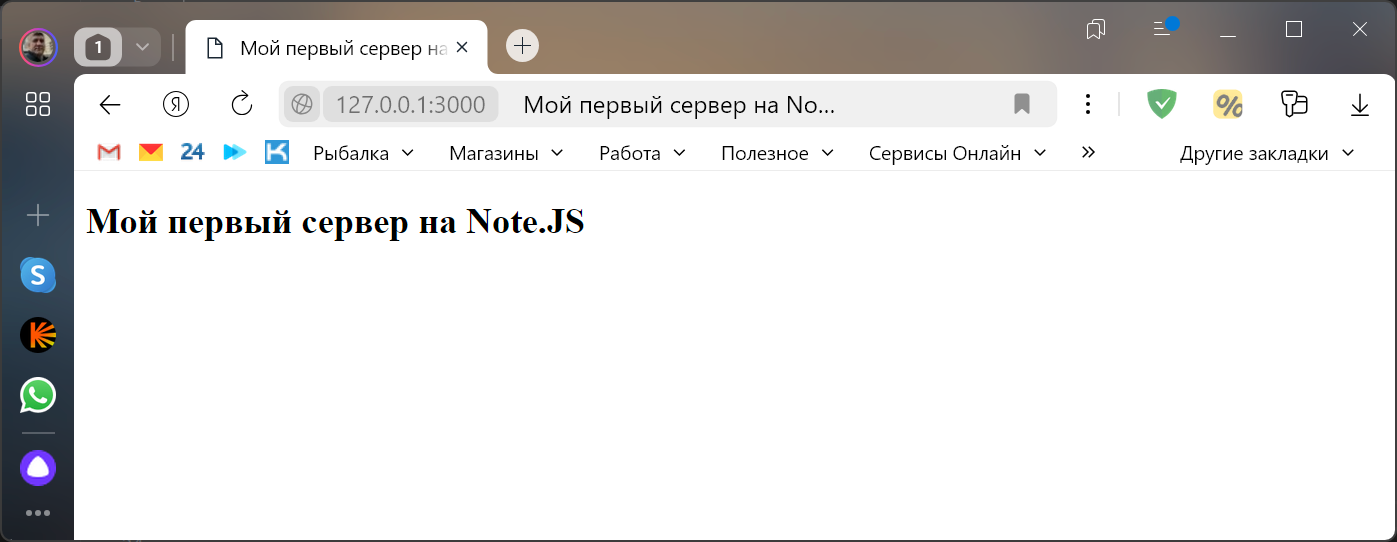 1
Мой первый сервер на
Я
127.0.0.1:3000 Мой первый сервер на No...
%
24
Рыбалка Магазины Работа Полезное Сервисы Онлайн » Другие закладки
Мой первый сервер на Note.JS
S